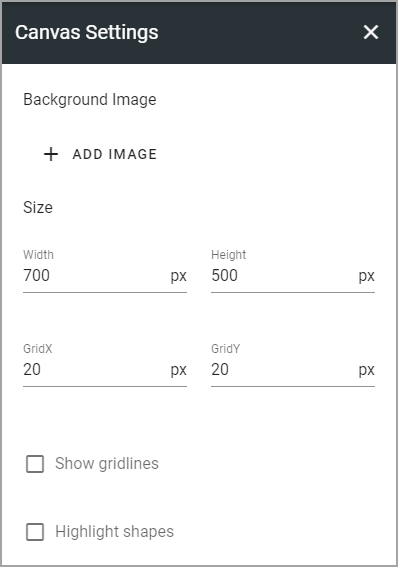 Canvas Settings
Background Image
ADD IMAGE
Size
Width Height
700 px 500 px
GridX GridY
20 px 20 px
Show gridlines
Highlight shapes